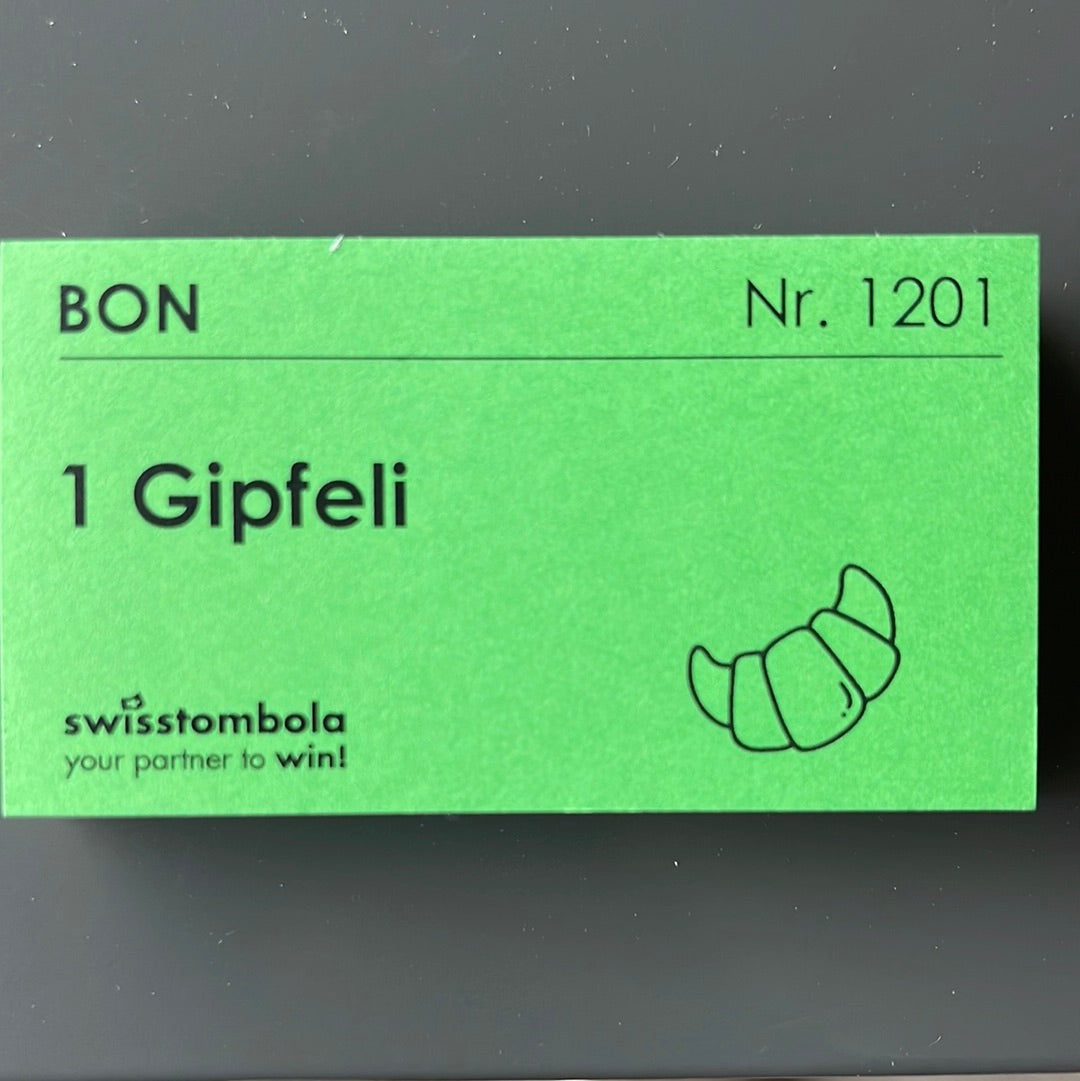 BON
Nr. 1201
1 Gipfeli
swisstombola
your partner to win!